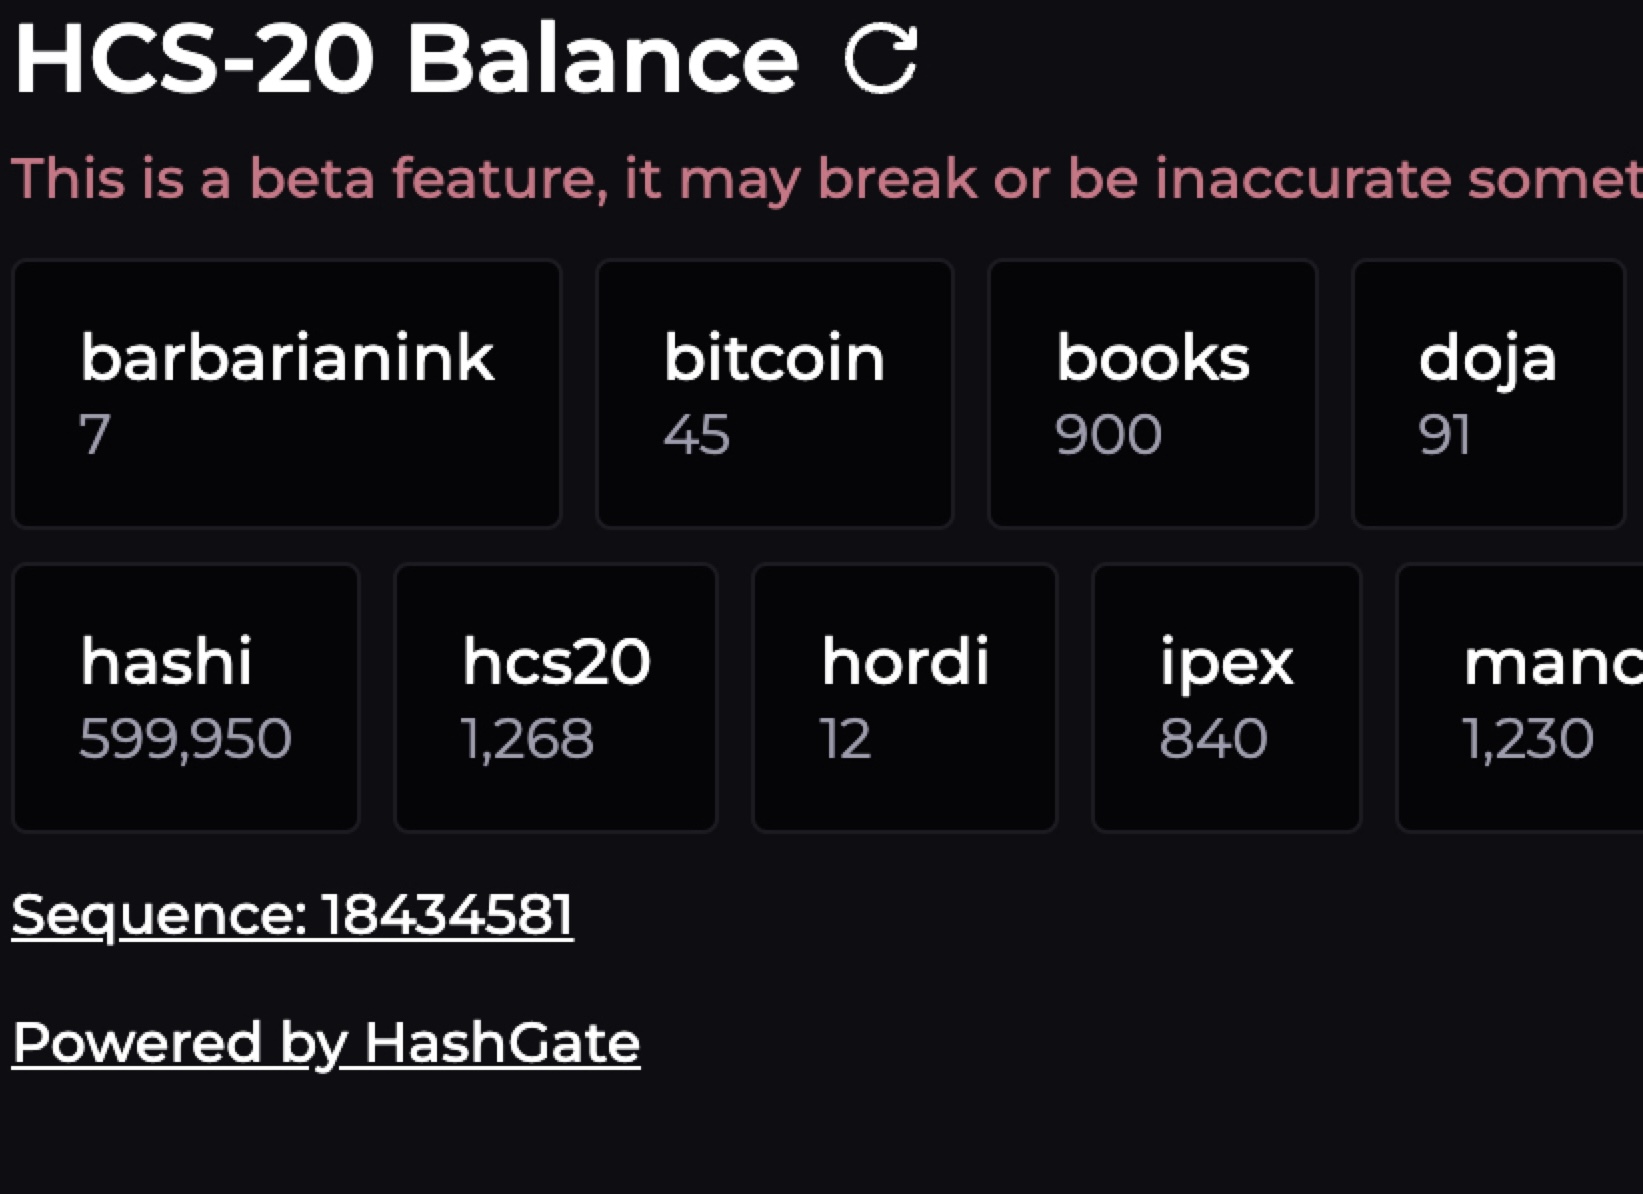 HCS-20 Balance
This is a beta feature, it may break or be inaccurate somet
barbarianink bitcoin books doja
7 45 900 91
hashi hcs20 hordi ipex manc
599,950 1,268 12 840 1,230
Sequence: 18434581
Powered by HashGate